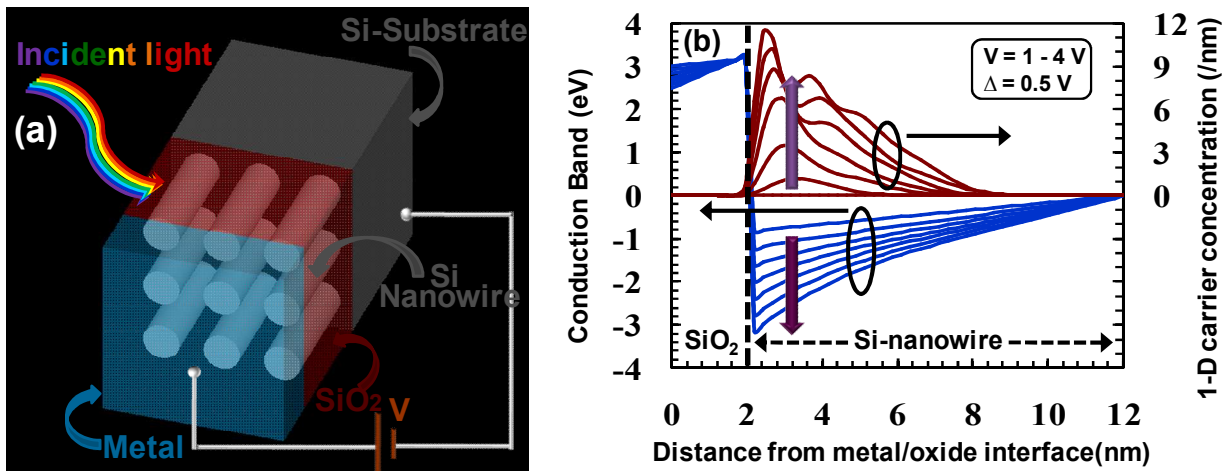 Si-Substrate
Incident light
(a)
Si
Nanowire
SiO2
Metal
V
(b)
V = 1 - 4 V
Δ = 0.5 V
Conduction Band (eV)
4
3
2
1
0
-1
-2
-3
-4
12
9
6
3
0
1-D carrier concentration (/nm)
SiO2
Si-nanowire
0 2 4 6 8 10 12
Distance from metal/oxide interface(nm)